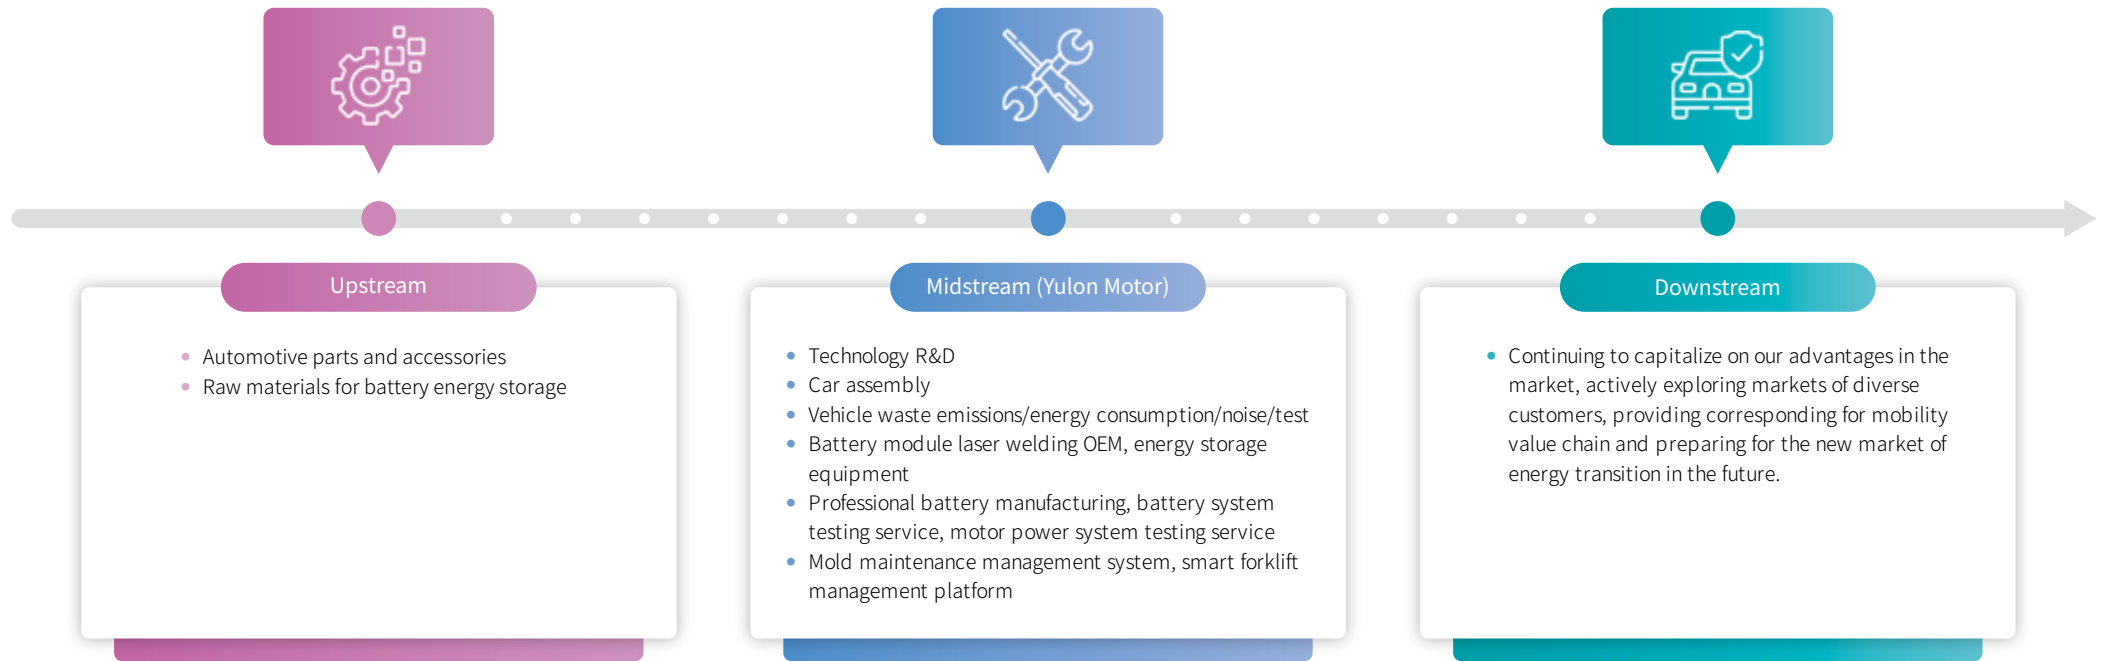 Upstream
Automotive parts and accessories
Raw materials for battery energy storage
Midstream (Yulon Motor)
Technology R&D
Car assembly
Vehicle waste emissions/energy consumption/noise/test
Battery module laser welding OEM, energy storage
equipment
Professional battery manufacturing, battery system
testing service, motor power system testing service
Mold maintenance management system, smart forklift
management platform
Downstream
Continuing to capitalize on our advantages in the
market, actively exploring markets of diverse
customers, providing corresponding for mobility
value chain and preparing for the new market of
energy transition in the future.